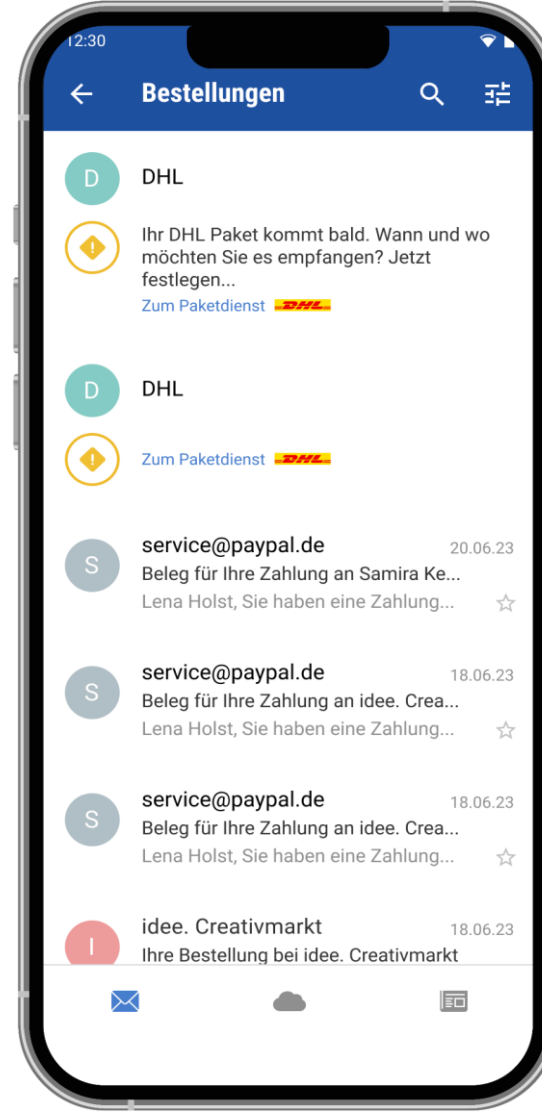 12:30
Bestellungen
D
DHL
Ihr DHL Paket kommt bald. Wann und wo
möchten Sie es empfangen? Jetzt
festlegen...
Zum Paketdienst DHL
D
DHL
Zum Paketdienst DHL
S
service@paypal.de 20.06.23
Beleg für Ihre Zahlung an Samira Ke...
Lena Holst, Sie haben eine Zahlung...
S
service@paypal.de 18.06.23
Beleg für Ihre Zahlung an idee. Crea...
Lena Holst, Sie haben eine Zahlung...
S
service@paypal.de 18.06.23
Beleg für Ihre Zahlung an idee. Crea...
Lena Holst, Sie haben eine Zahlung...
I
idee. Creativmarkt 18.06.23
Ihre Bestellung bei idee. Creativmarkt